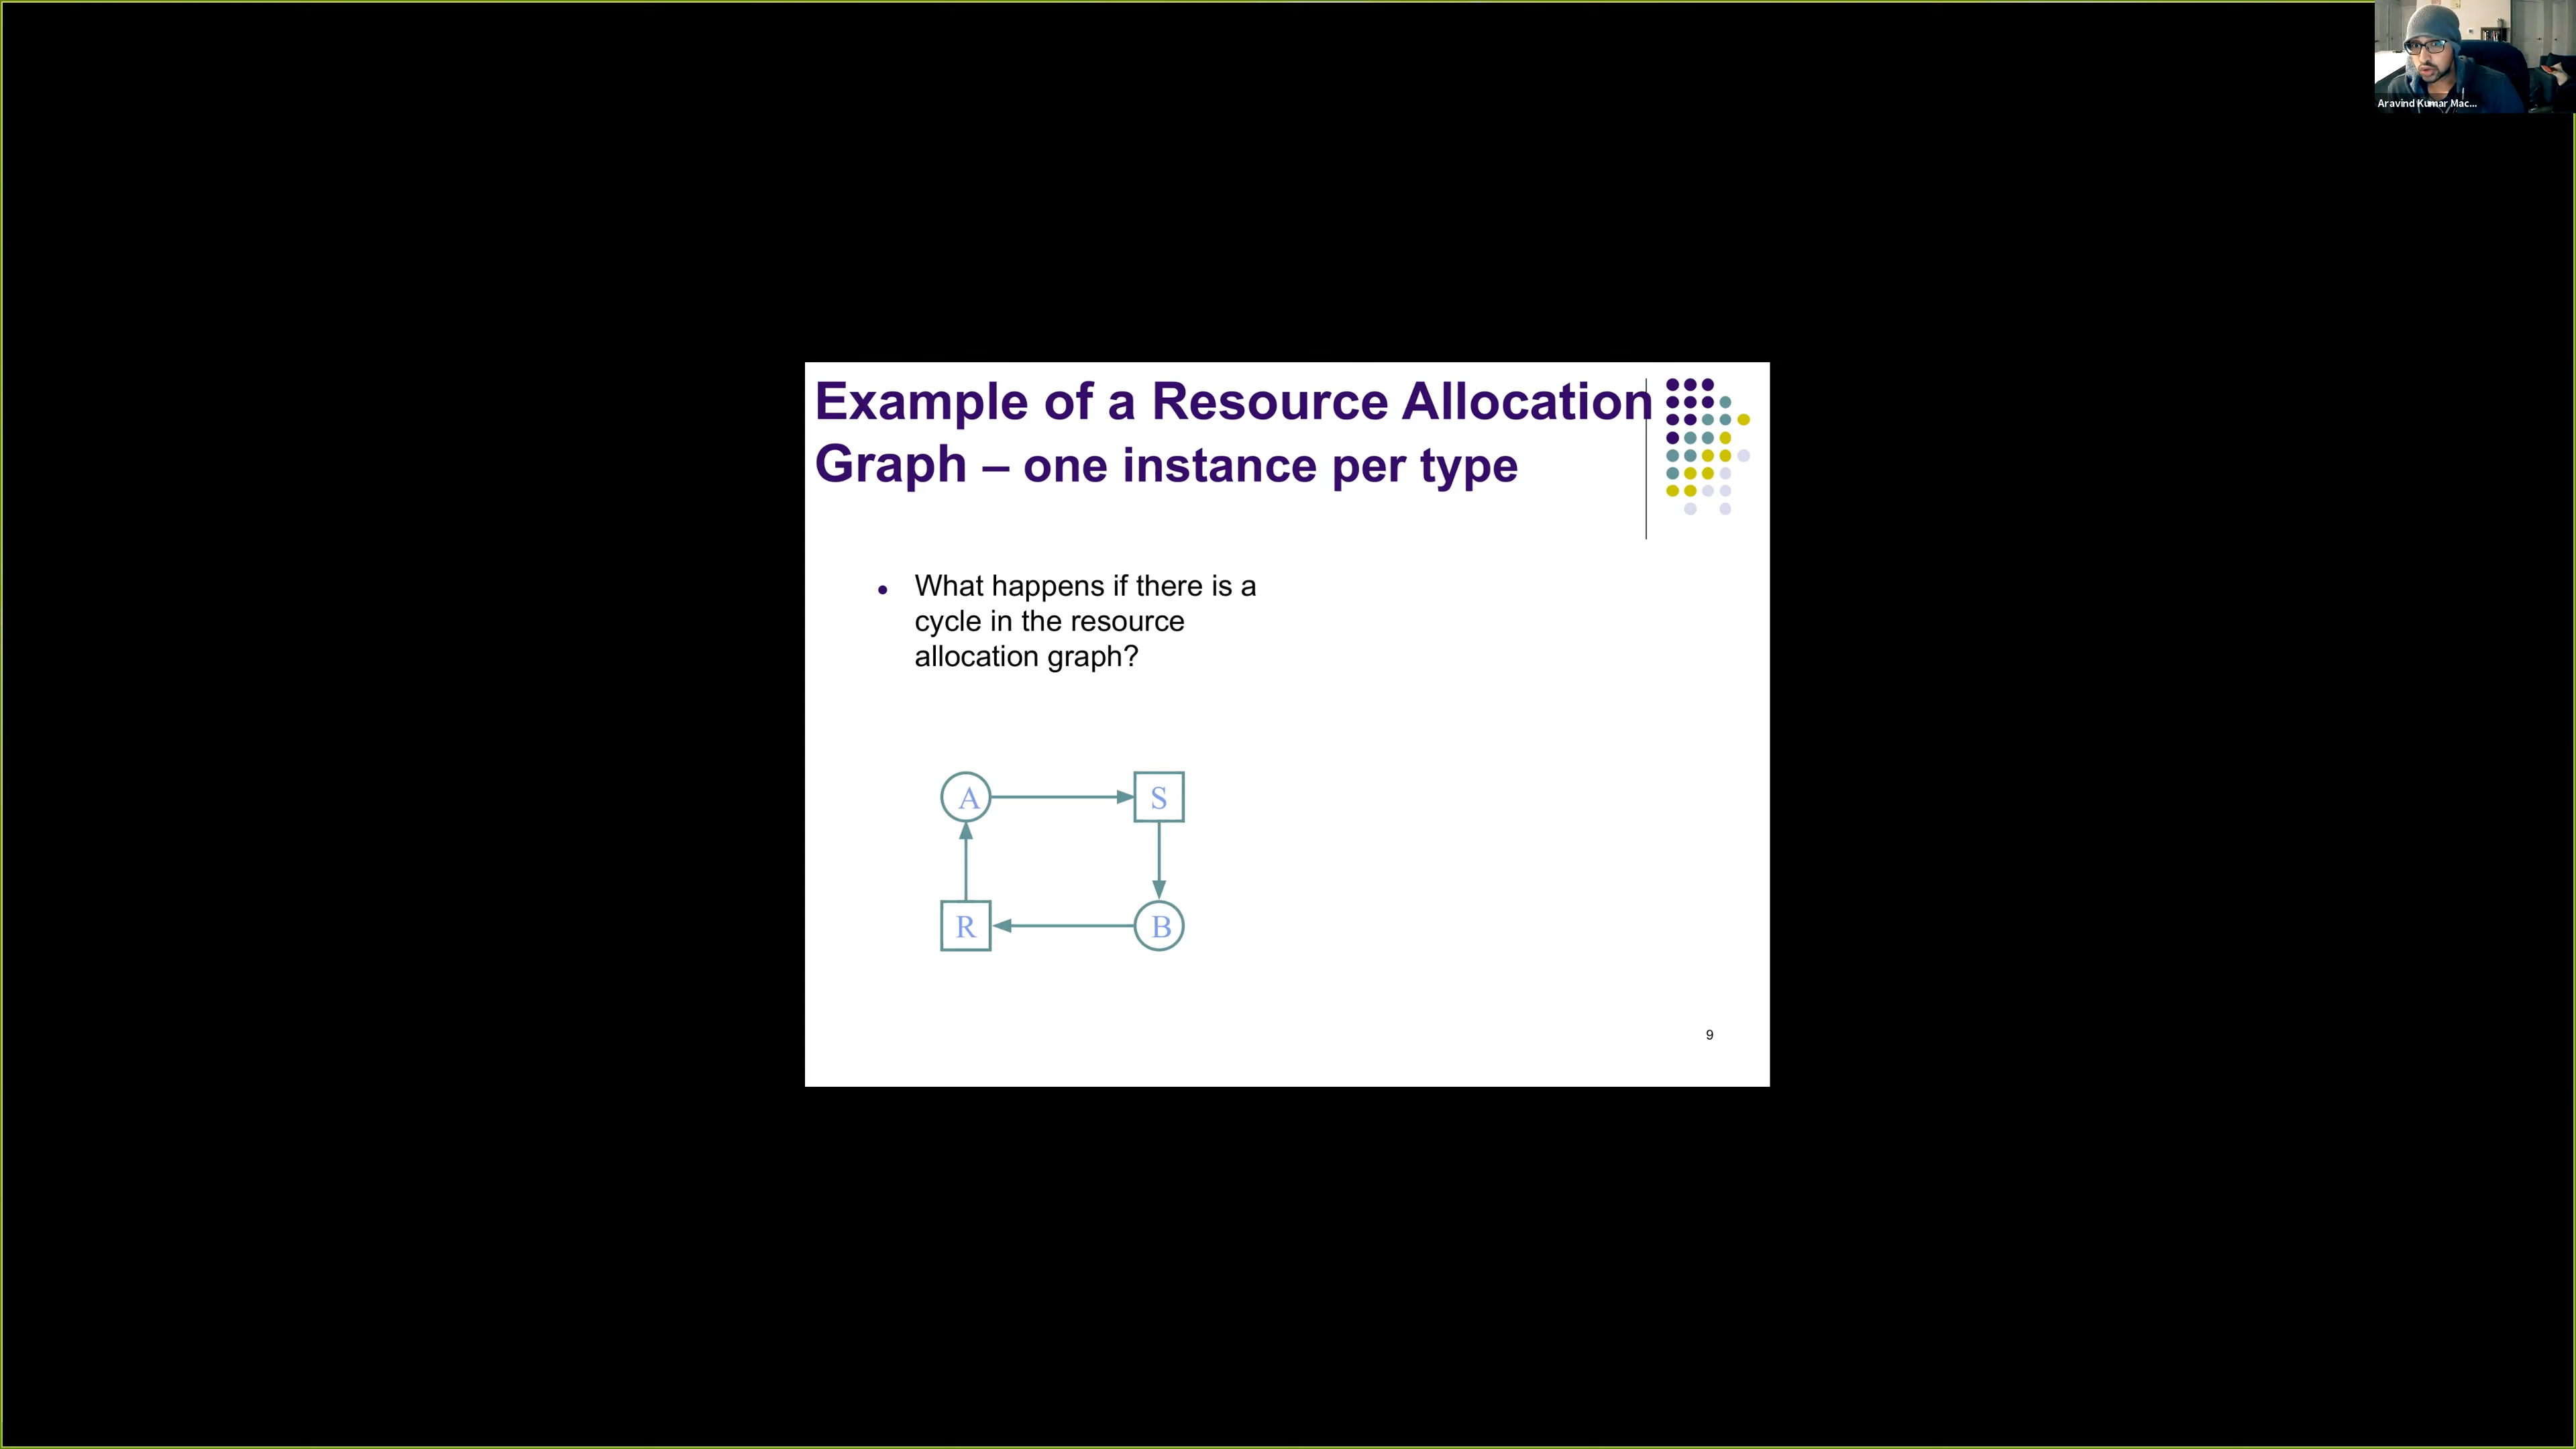 Aravind Kumar Mac...
Example of a Resource Allocation
Graph – one instance per type
• What happens if there is a
cycle in the resource
allocation graph?
A
S
R
B
9